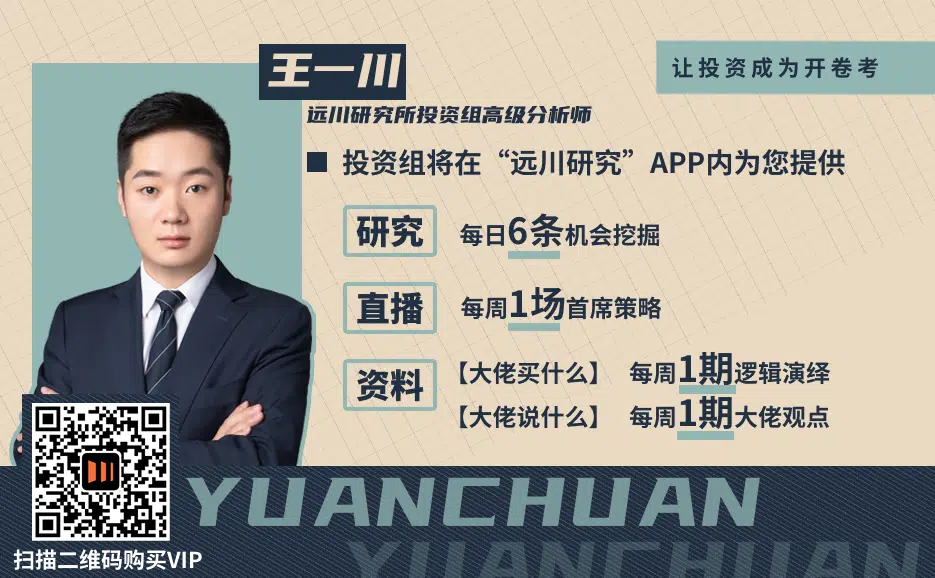 王一川
让投资成为开卷考
远川研究所投资组高级分析师
投资组将在“远川研究”APP内为您提供
研究 每日6条机会挖掘
直播 每周1场首席策略
资料 【大佬买什么】 每周1期逻辑演绎
【大佬说什么】 每周1期大佬观点
YUANCHUAN
YUANCHUAN
扫描二维码购买VIP